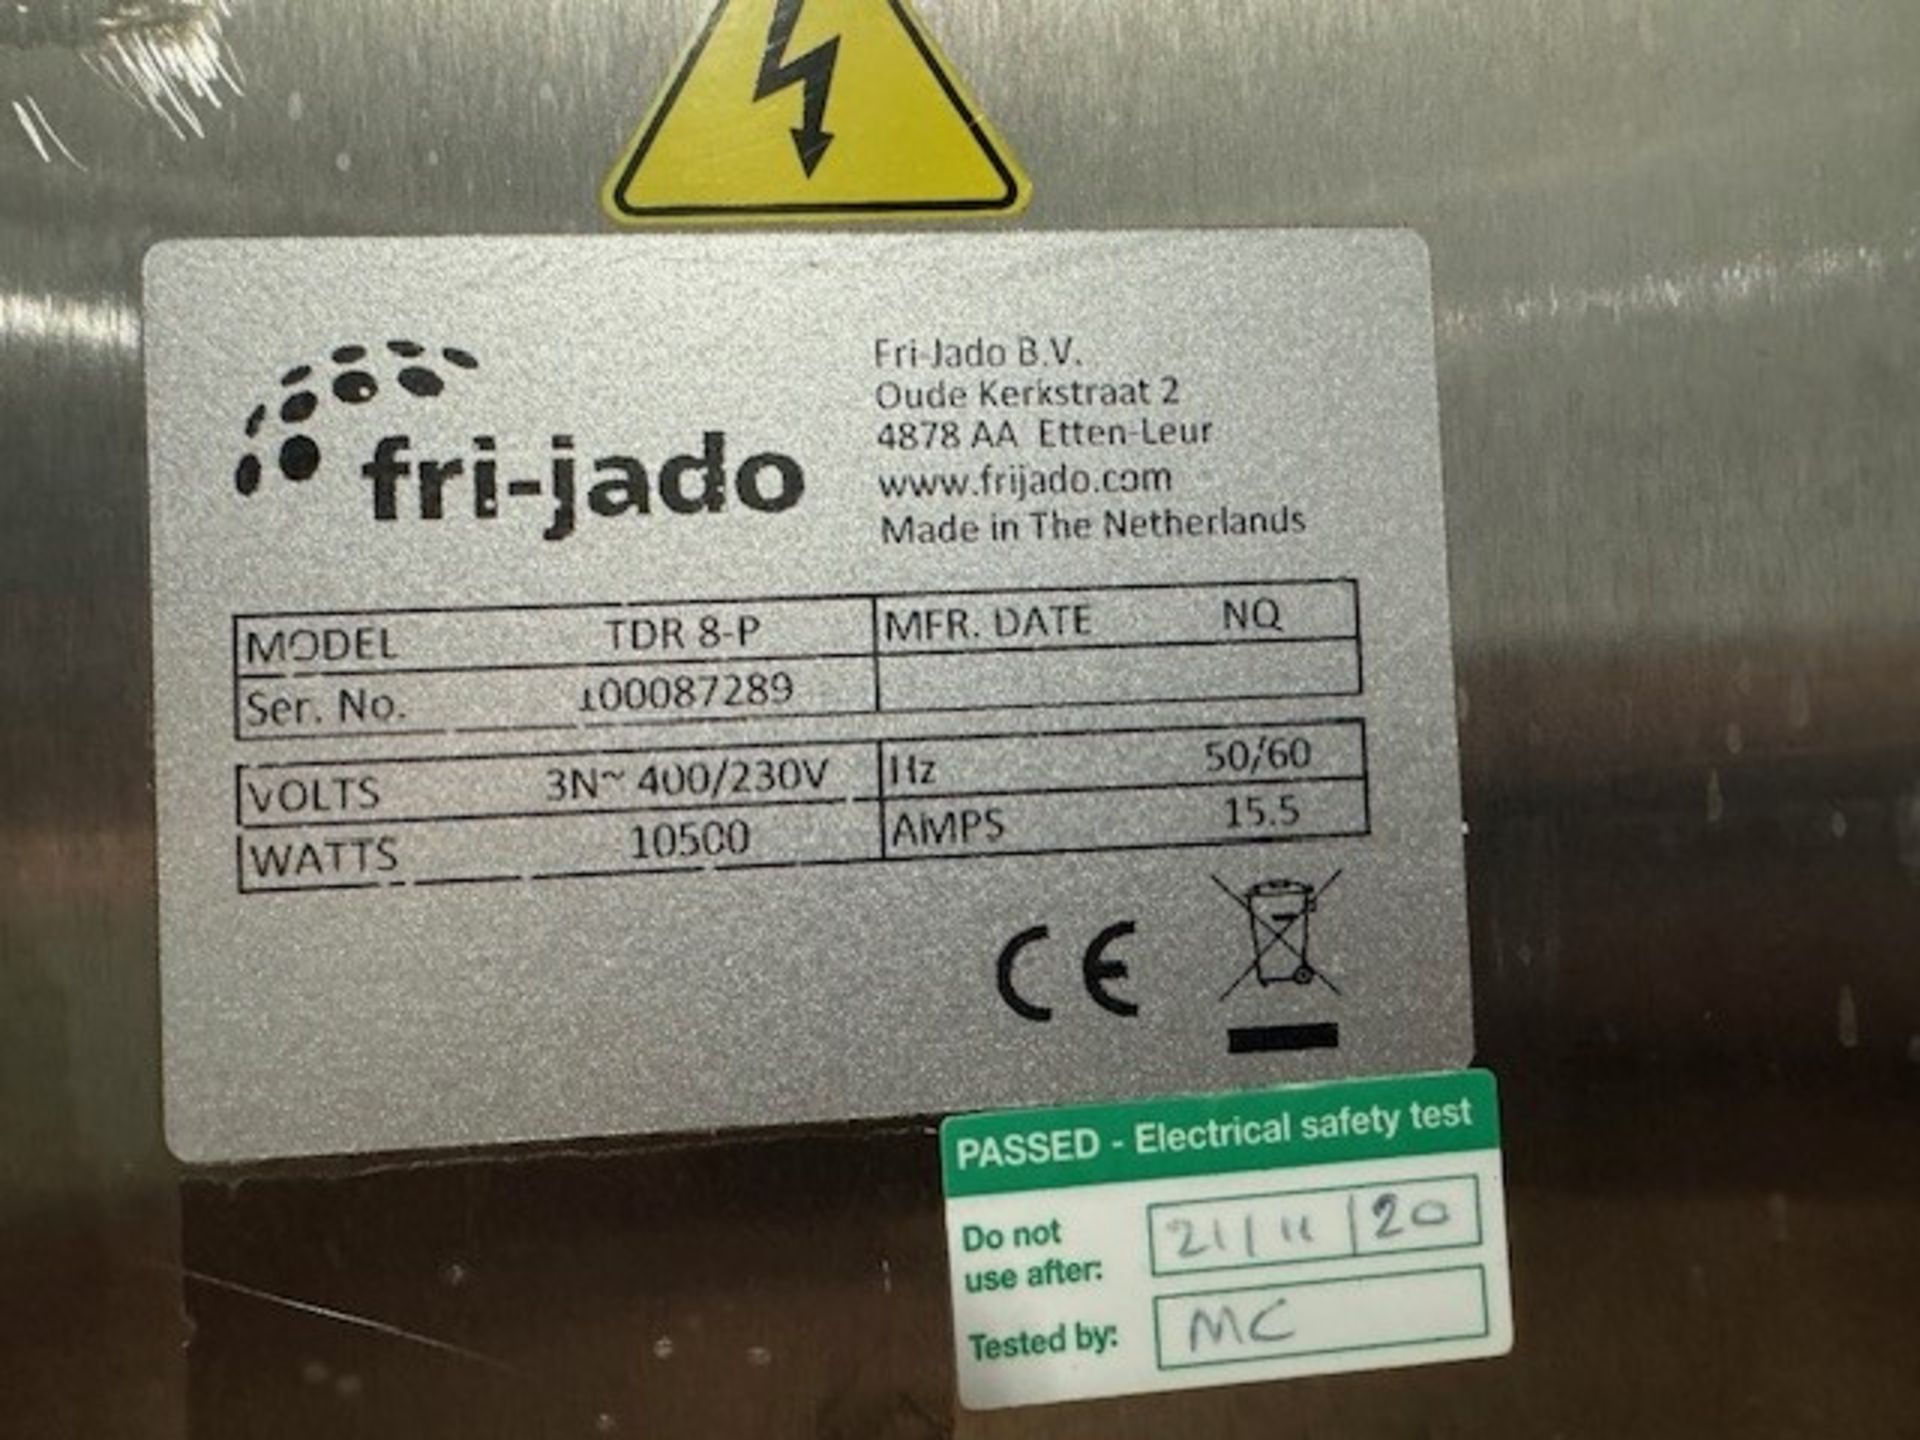 fri-jado
Fri-Jado B.V.
Oude Kerkstraat 2
4878 AA Etten-Leur
www.frijado.com
Made in The Netherlands
MODEL TDR 8-P MFR. DATE NQ
Ser. No. 100087289
VOLTS 3N~ 400/230V Hz 50/60
WATTS 10500 AMPS 15.5
CE
PASSED - Electrical safety test
Do not
use after: 21/11/20
Tested by: MC